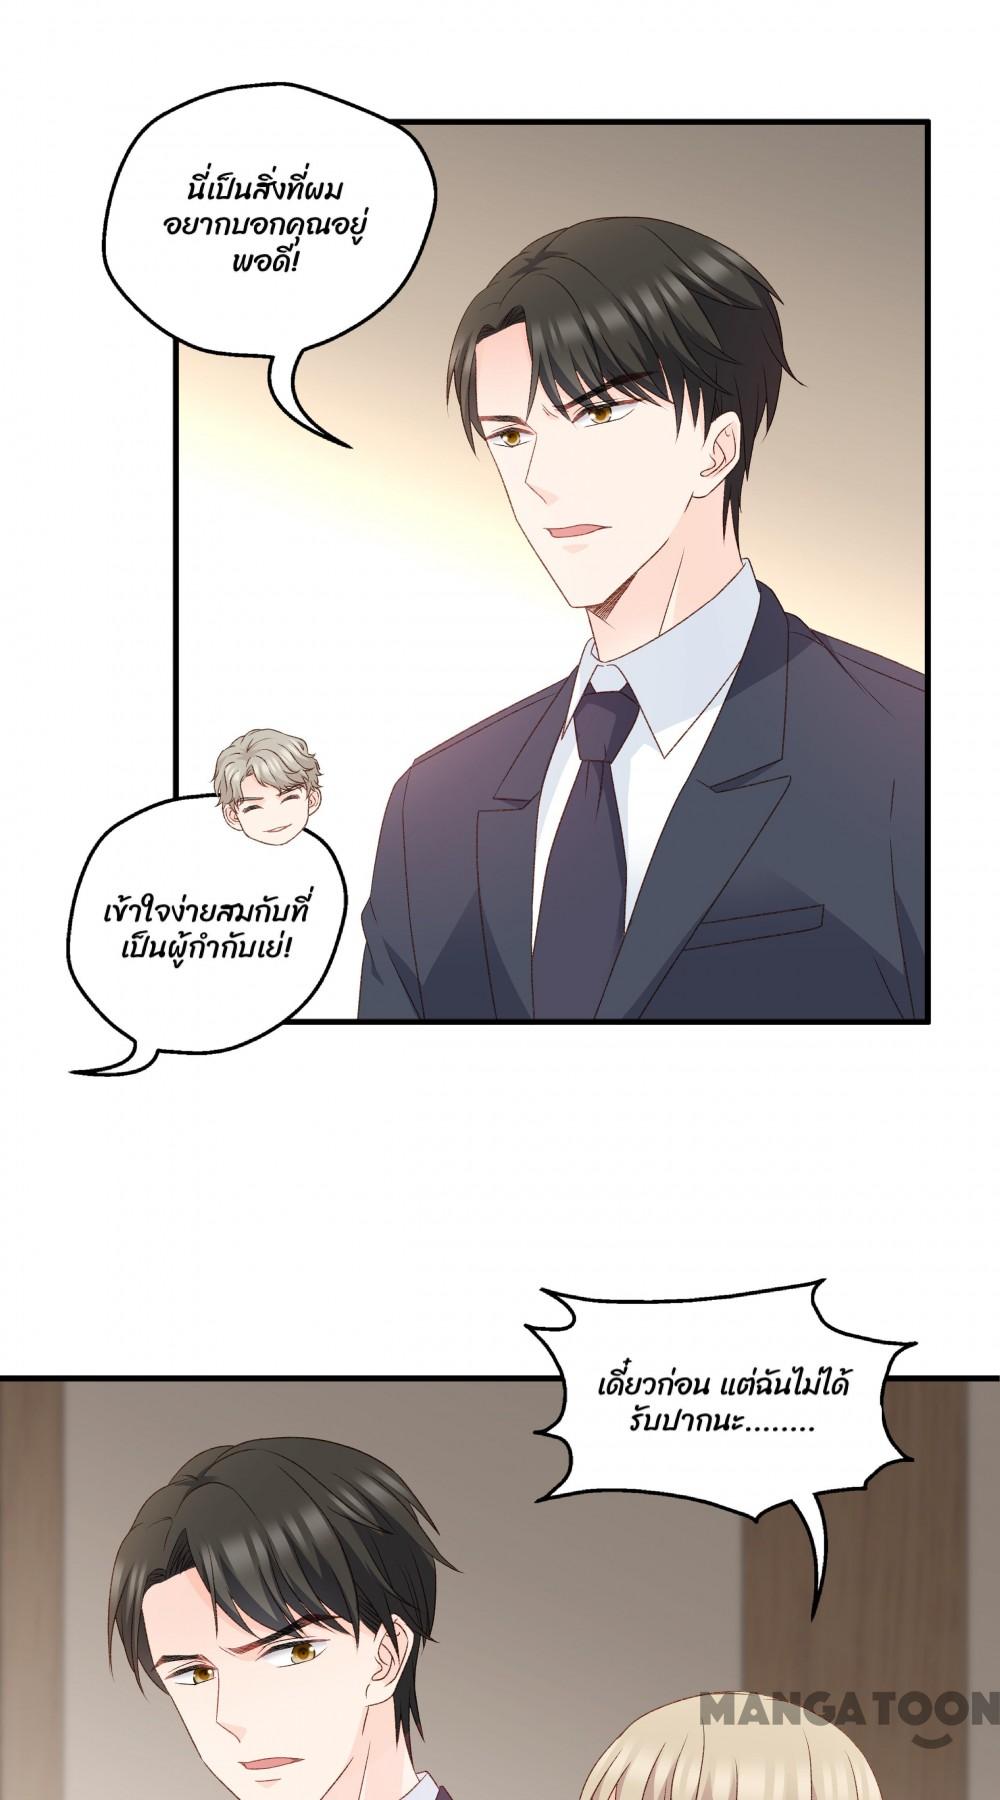 นี่เป็นสิ่งที่ผม
อยากบอกคุณอยู่
พอดี!
เข้าใจง่ายสมกับที่
เป็นผู้กำกับเย่!
เดี๋ยวก่อน แต่ฉันไม่ได้
รับปากนะ........
MANGATOON